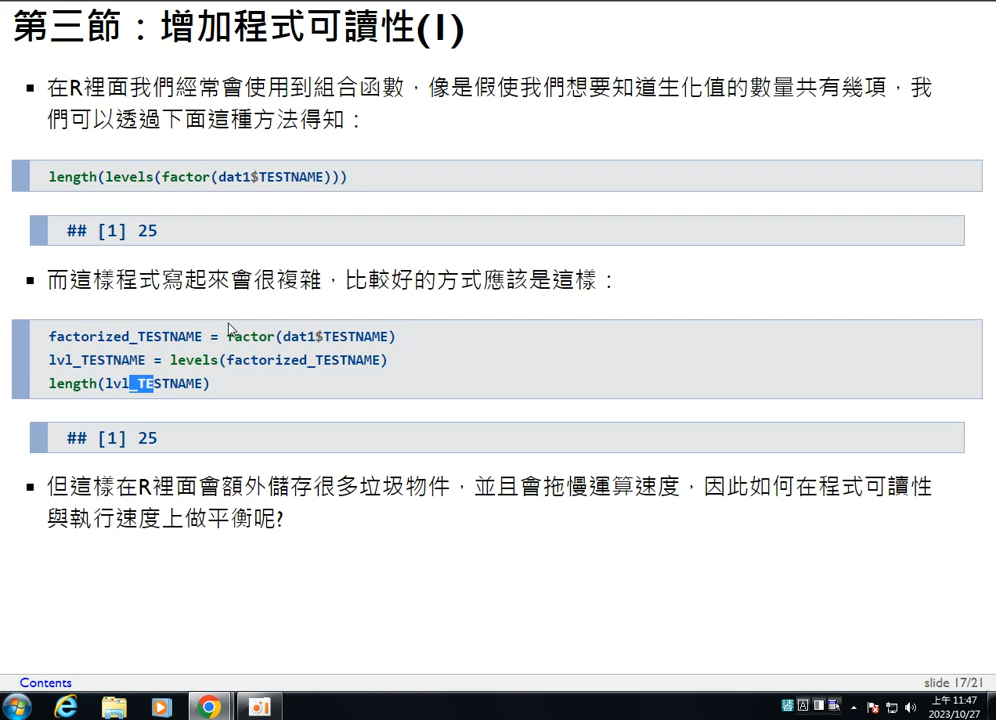 第三節：增加程式可讀性(1)
在R裡面我們經常會使用到組合函數，像是假使我們想要知道生化值的數量共有幾項，我
們可以透過下面這種方法得知：
length(levels(factor(dat1$TESTNAME)))
## [1] 25
而這樣程式寫起來會很複雜，比較好的方式應該是這樣：
factorized_TESTNAME = factor(dat1$TESTNAME)
lvl_TESTNAME = levels(factorized_TESTNAME)
length(lvl_TESTNAME)
## [1] 25
但這樣在R裡面會額外儲存很多垃圾物件，並且會拖慢運算速度，因此如何在程式可讀性
與執行速度上做平衡呢?
Contents
slide 17/21
上午 11:47
2023/10/27